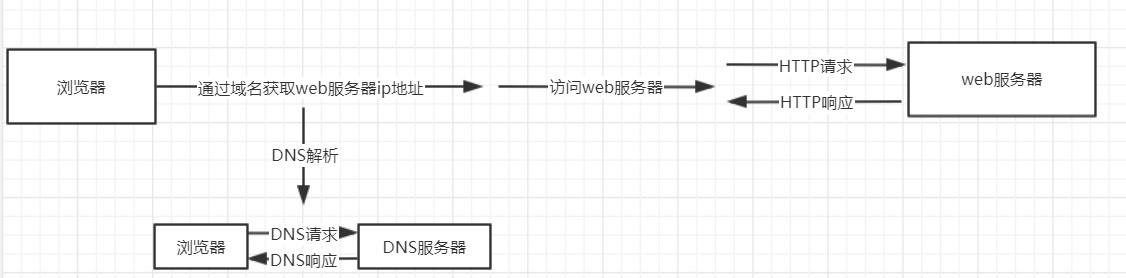 浏览器
通过域名获取web服务器ip地址
访问web服务器
HTTP请求
HTTP响应
web服务器
DNS解析
浏览器
DNS请求
DNS响应
DNS服务器